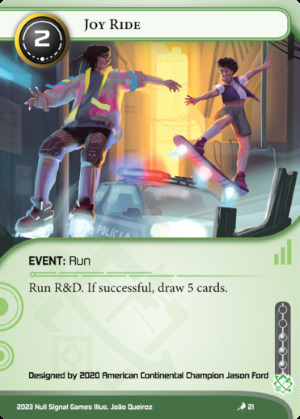 2
JOY RIDE
POLICE
EVENT: Run
Run R&D. If successful, draw 5 cards.
Designed by 2020 American Continental Champion Jason Ford
2023 Null Signal Games Illus. João Queiroz
21